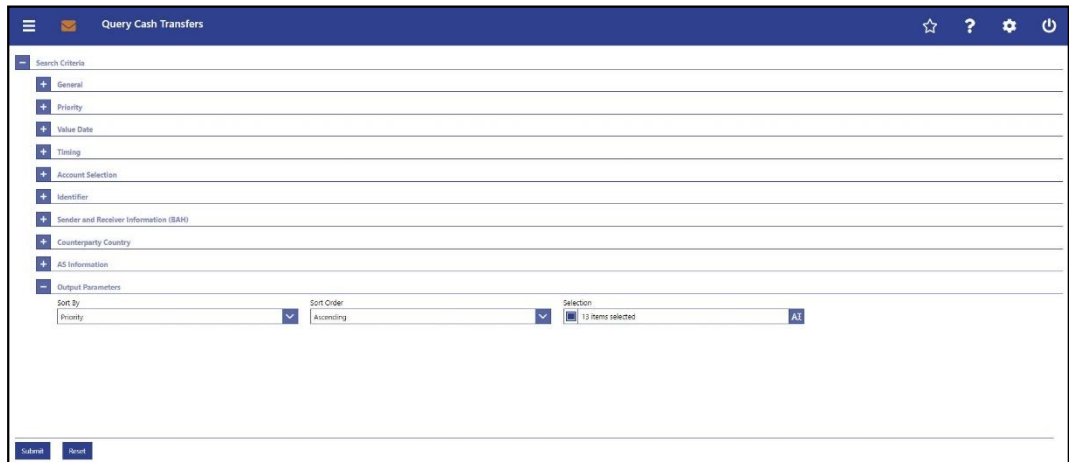 Query Cash Transfers
Search Criteria
General
Priority
Value Date
Timing
Account Selection
Identifier
Sender and Receiver Information (BAH)
Counterparty Country
AS Information
Output Parameters
Sort By Sort Order Selection
Priority Ascending 13 items selected
Submit Reset